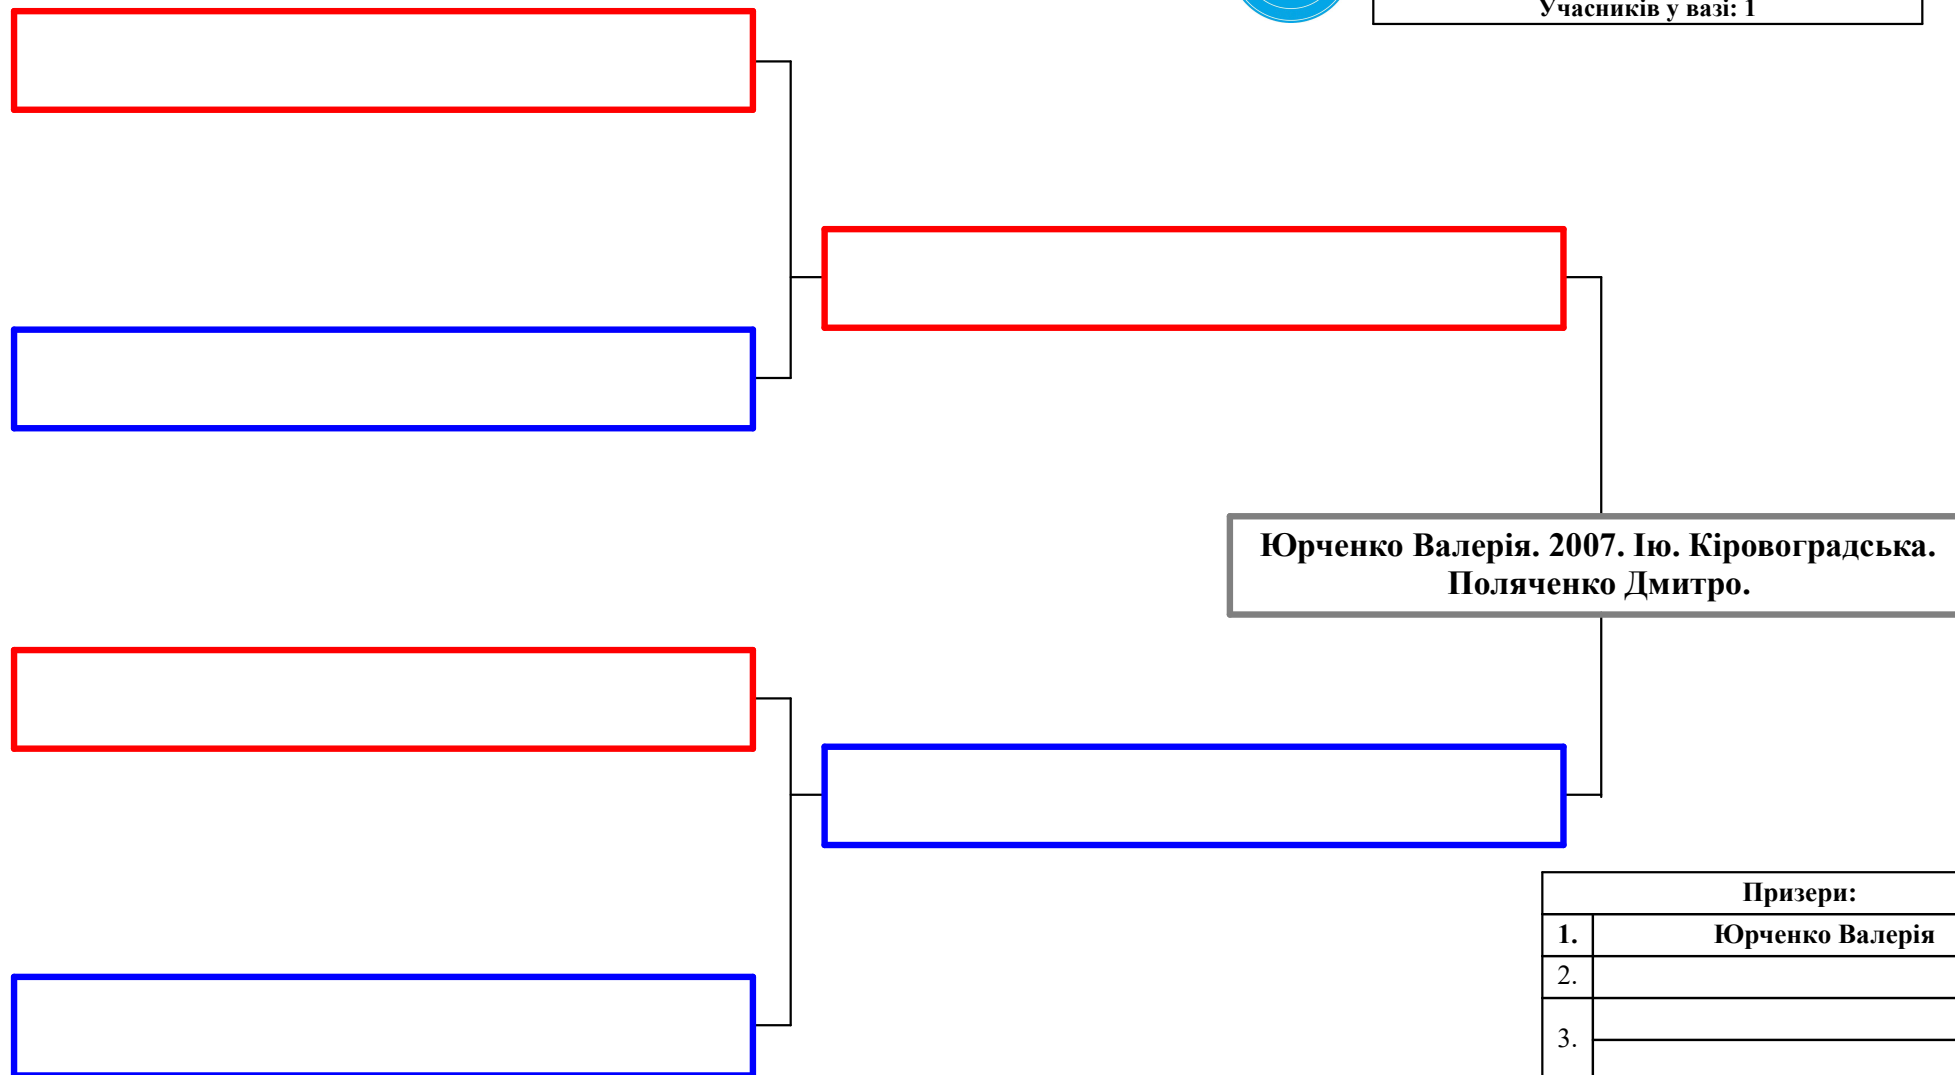 Учасників у вазі: 1
Юрченко Валерія. 2007. Ію. Кіровоградська.
Поляченко Дмитро.
Призери:
1. Юрченко Валерія
2.
3.